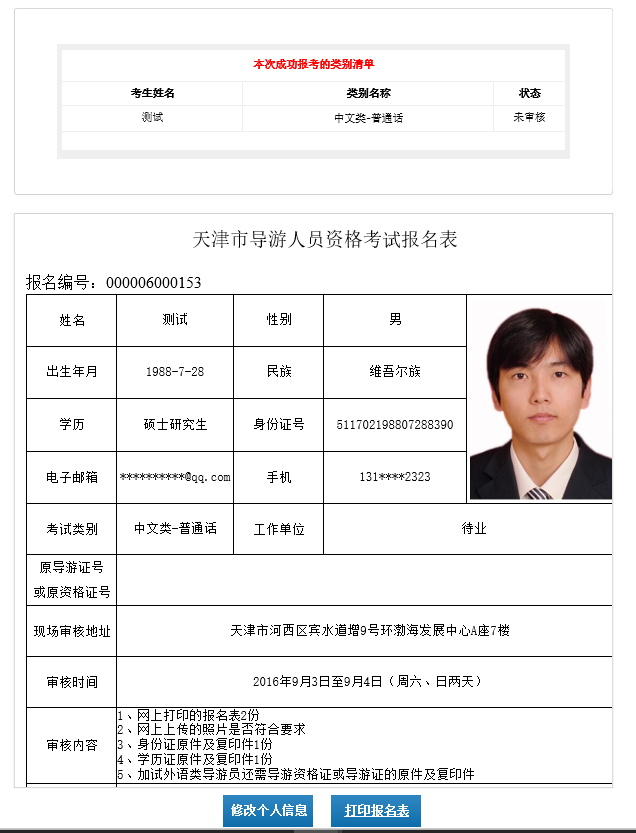 本次成功报考的类别清单
考生姓名 类别名称 状态
测试 中文类-普通话 未审核
天津市导游人员资格考试报名表
报名编号：000006000153
姓名 测试 性别 男
出生年月 1988-7-28 民族 维吾尔族
学历 硕士研究生 身份证号 511702198807288390
电子邮箱 **********@qq.com 手机 131****2323
考试类别 中文类-普通话 工作单位 待业
原导游证号
或原资格证号
现场审核地址 天津市河西区宾水道增9号环渤海发展中心A座7楼
审核时间 2016年9月3日至9月4日（周六、日两天）
审核内容
1、网上打印的报名表2份
2、网上上传的照片是否符合要求
3、身份证原件及复印件1份
4、学历证原件及复印件1份
5、加试外语类导游员还需导游资格证或导游证的原件及复印件
修改个人信息 打印报名表